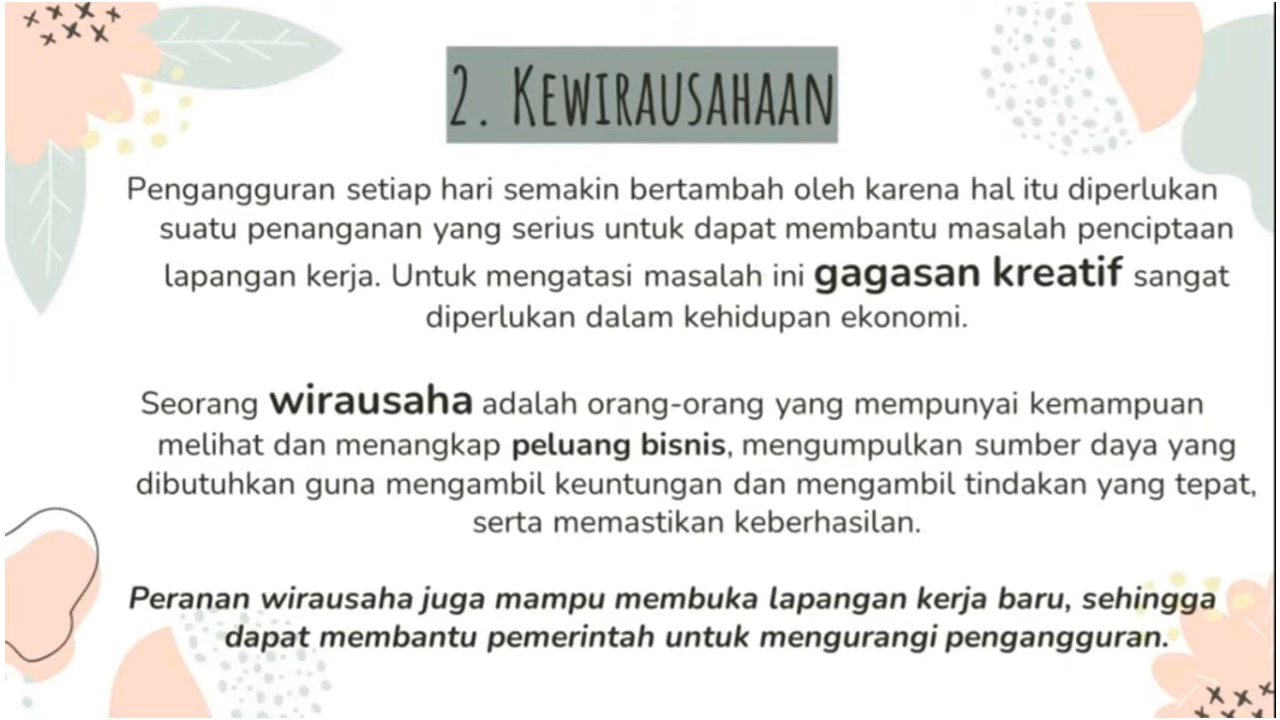 2. Kewirausahaan
Pengangguran setiap hari semakin bertambah oleh karena hal itu diperlukan
suatu penanganan yang serius untuk dapat membantu masalah penciptaan
lapangan kerja. Untuk mengatasi masalah ini gagasan kreatif sangat
diperlukan dalam kehidupan ekonomi.
Seorang wirausaha adalah orang-orang yang mempunyai kemampuan
melihat dan menangkap peluang bisnis, mengumpulkan sumber daya yang
dibutuhkan guna mengambil keuntungan dan mengambil tindakan yang tepat,
serta memastikan keberhasilan.
Peranan wirausaha juga mampu membuka lapangan kerja baru, sehingga
dapat membantu pemerintah untuk mengurangi pengangguran.